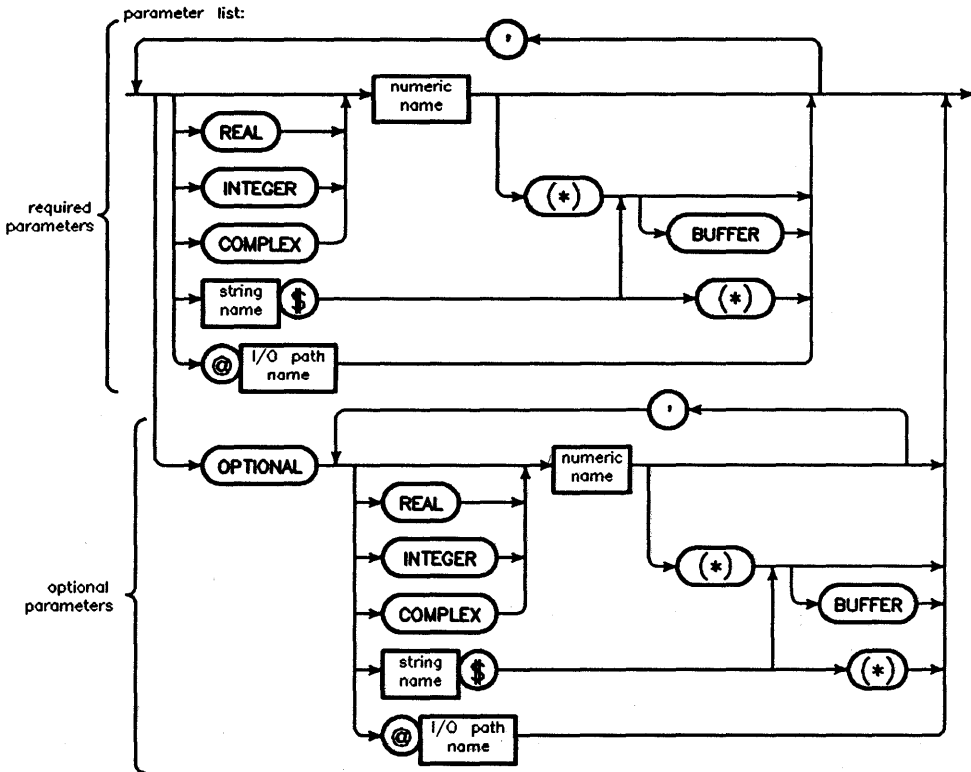 parameter list:
,
numeric
name
REAL
INTEGER
(*)
required
parameters
COMPLEX
BUFFER
string
name
$
(*)
@
I/O path
name
,
OPTIONAL
numeric
name
REAL
INTEGER
(*)
optional
parameters
COMPLEX
BUFFER
string
name
$
(*)
@
I/O path
name